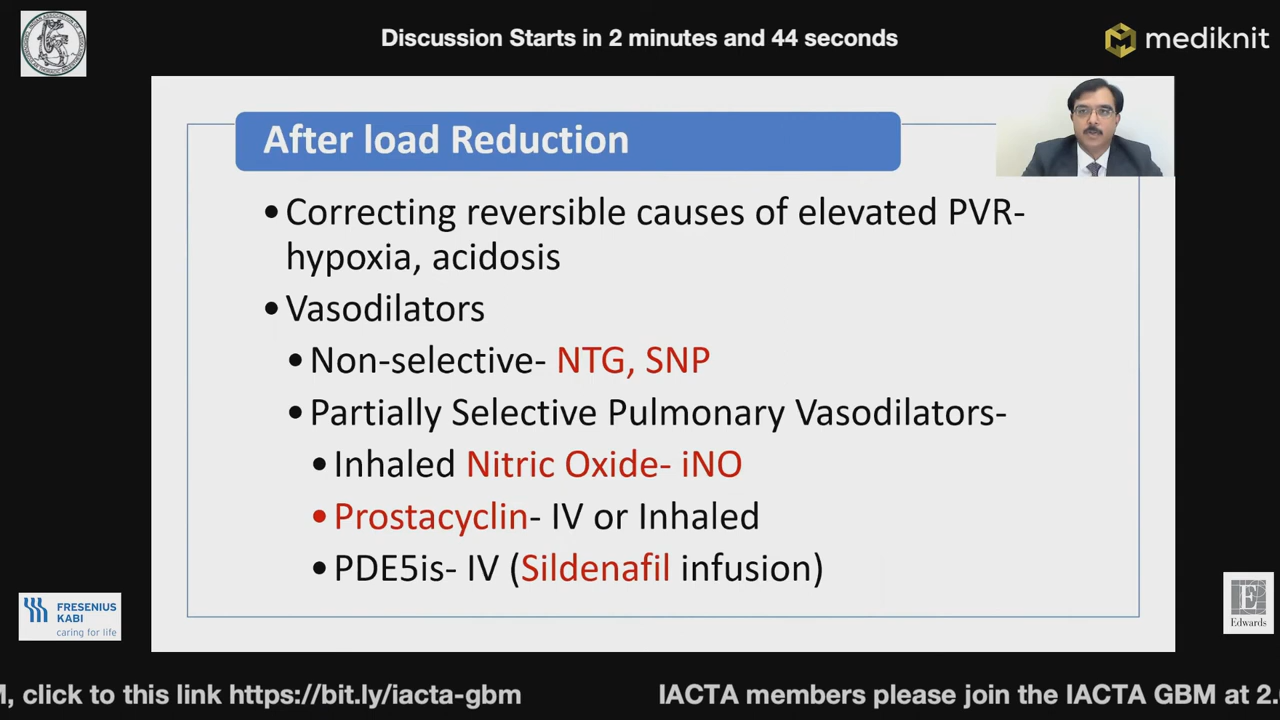 Discussion Starts in 2 minutes and 44 seconds
mediknit
After load Reduction
•Correcting reversible causes of elevated PVR-
hypoxia, acidosis
•Vasodilators
•Non-selective- NTG, SNP
•Partially Selective Pulmonary Vasodilators-
•Inhaled Nitric Oxide- iNO
•Prostacyclin- IV or Inhaled
•PDE5is- IV (Sildenafil infusion)
FRESENIUS
KABI
caring for life
E
Edwards
M, click to this link https://bit.ly/iacta-gbm IACTA members please join the IACTA GBM at 2.